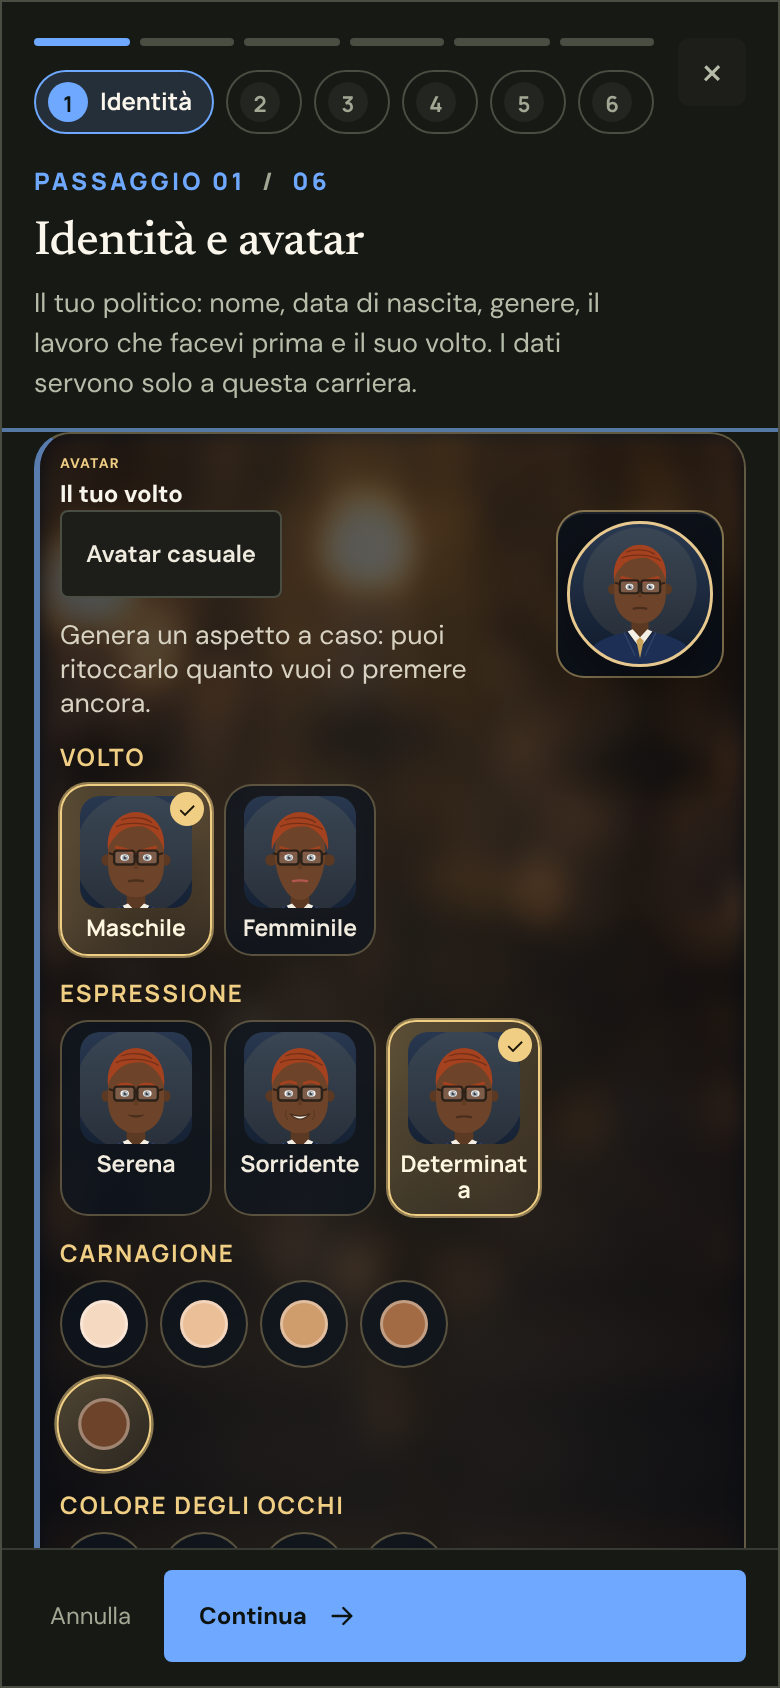 1 Identità 2 3 4 5 6 ×
PASSAGGIO 01 / 06
Identità e avatar
Il tuo politico: nome, data di nascita, genere, il
lavoro che facevi prima e il suo volto. I dati
servono solo a questa carriera.
AVATAR
Il tuo volto
Avatar casuale
Genera un aspetto a caso: puoi
ritoccarlo quanto vuoi o premere
ancora.
VOLTO
Maschile Femminile
ESPRESSIONE
Serena Sorridente Determinat
a
CARNAGIONE
COLORE DEGLI OCCHI
Annulla Continua →